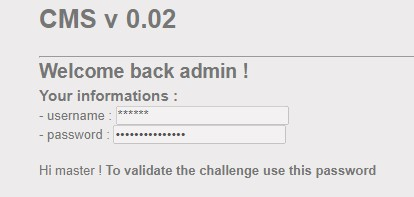 CMS v 0.02
Welcome back admin !
Your informations :
- username : ******
- password : •••••••••••••••
Hi master ! To validate the challenge use this password